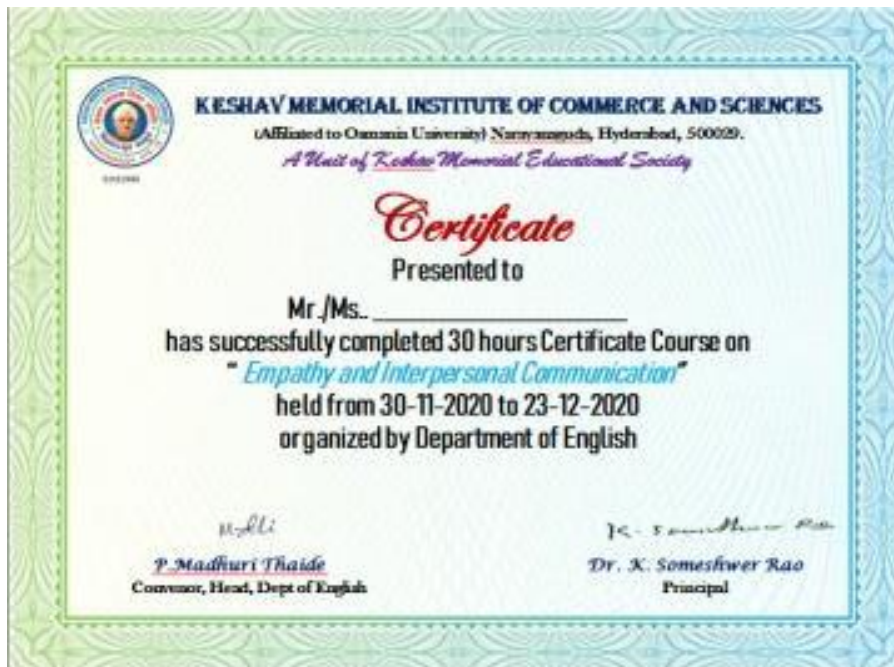 KESHAV MEMORIAL INSTITUTE OF COMMERCE AND SCIENCES
(Affiliated to Osmania University) Narayanaguda, Hyderabad, 500029.
A Unit of Keshav Memorial Educational Society
Certificate
Presented to
Mr./Ms.. ____________________
has successfully completed 30 hours Certificate Course on
" Empathy and Interpersonal Communication"
held from 30-11-2020 to 23-12-2020
organized by Department of English
P.Madhuri Thaide
Dr. K. Someshwer Rao
Convenor, Head, Dept of English
Principal